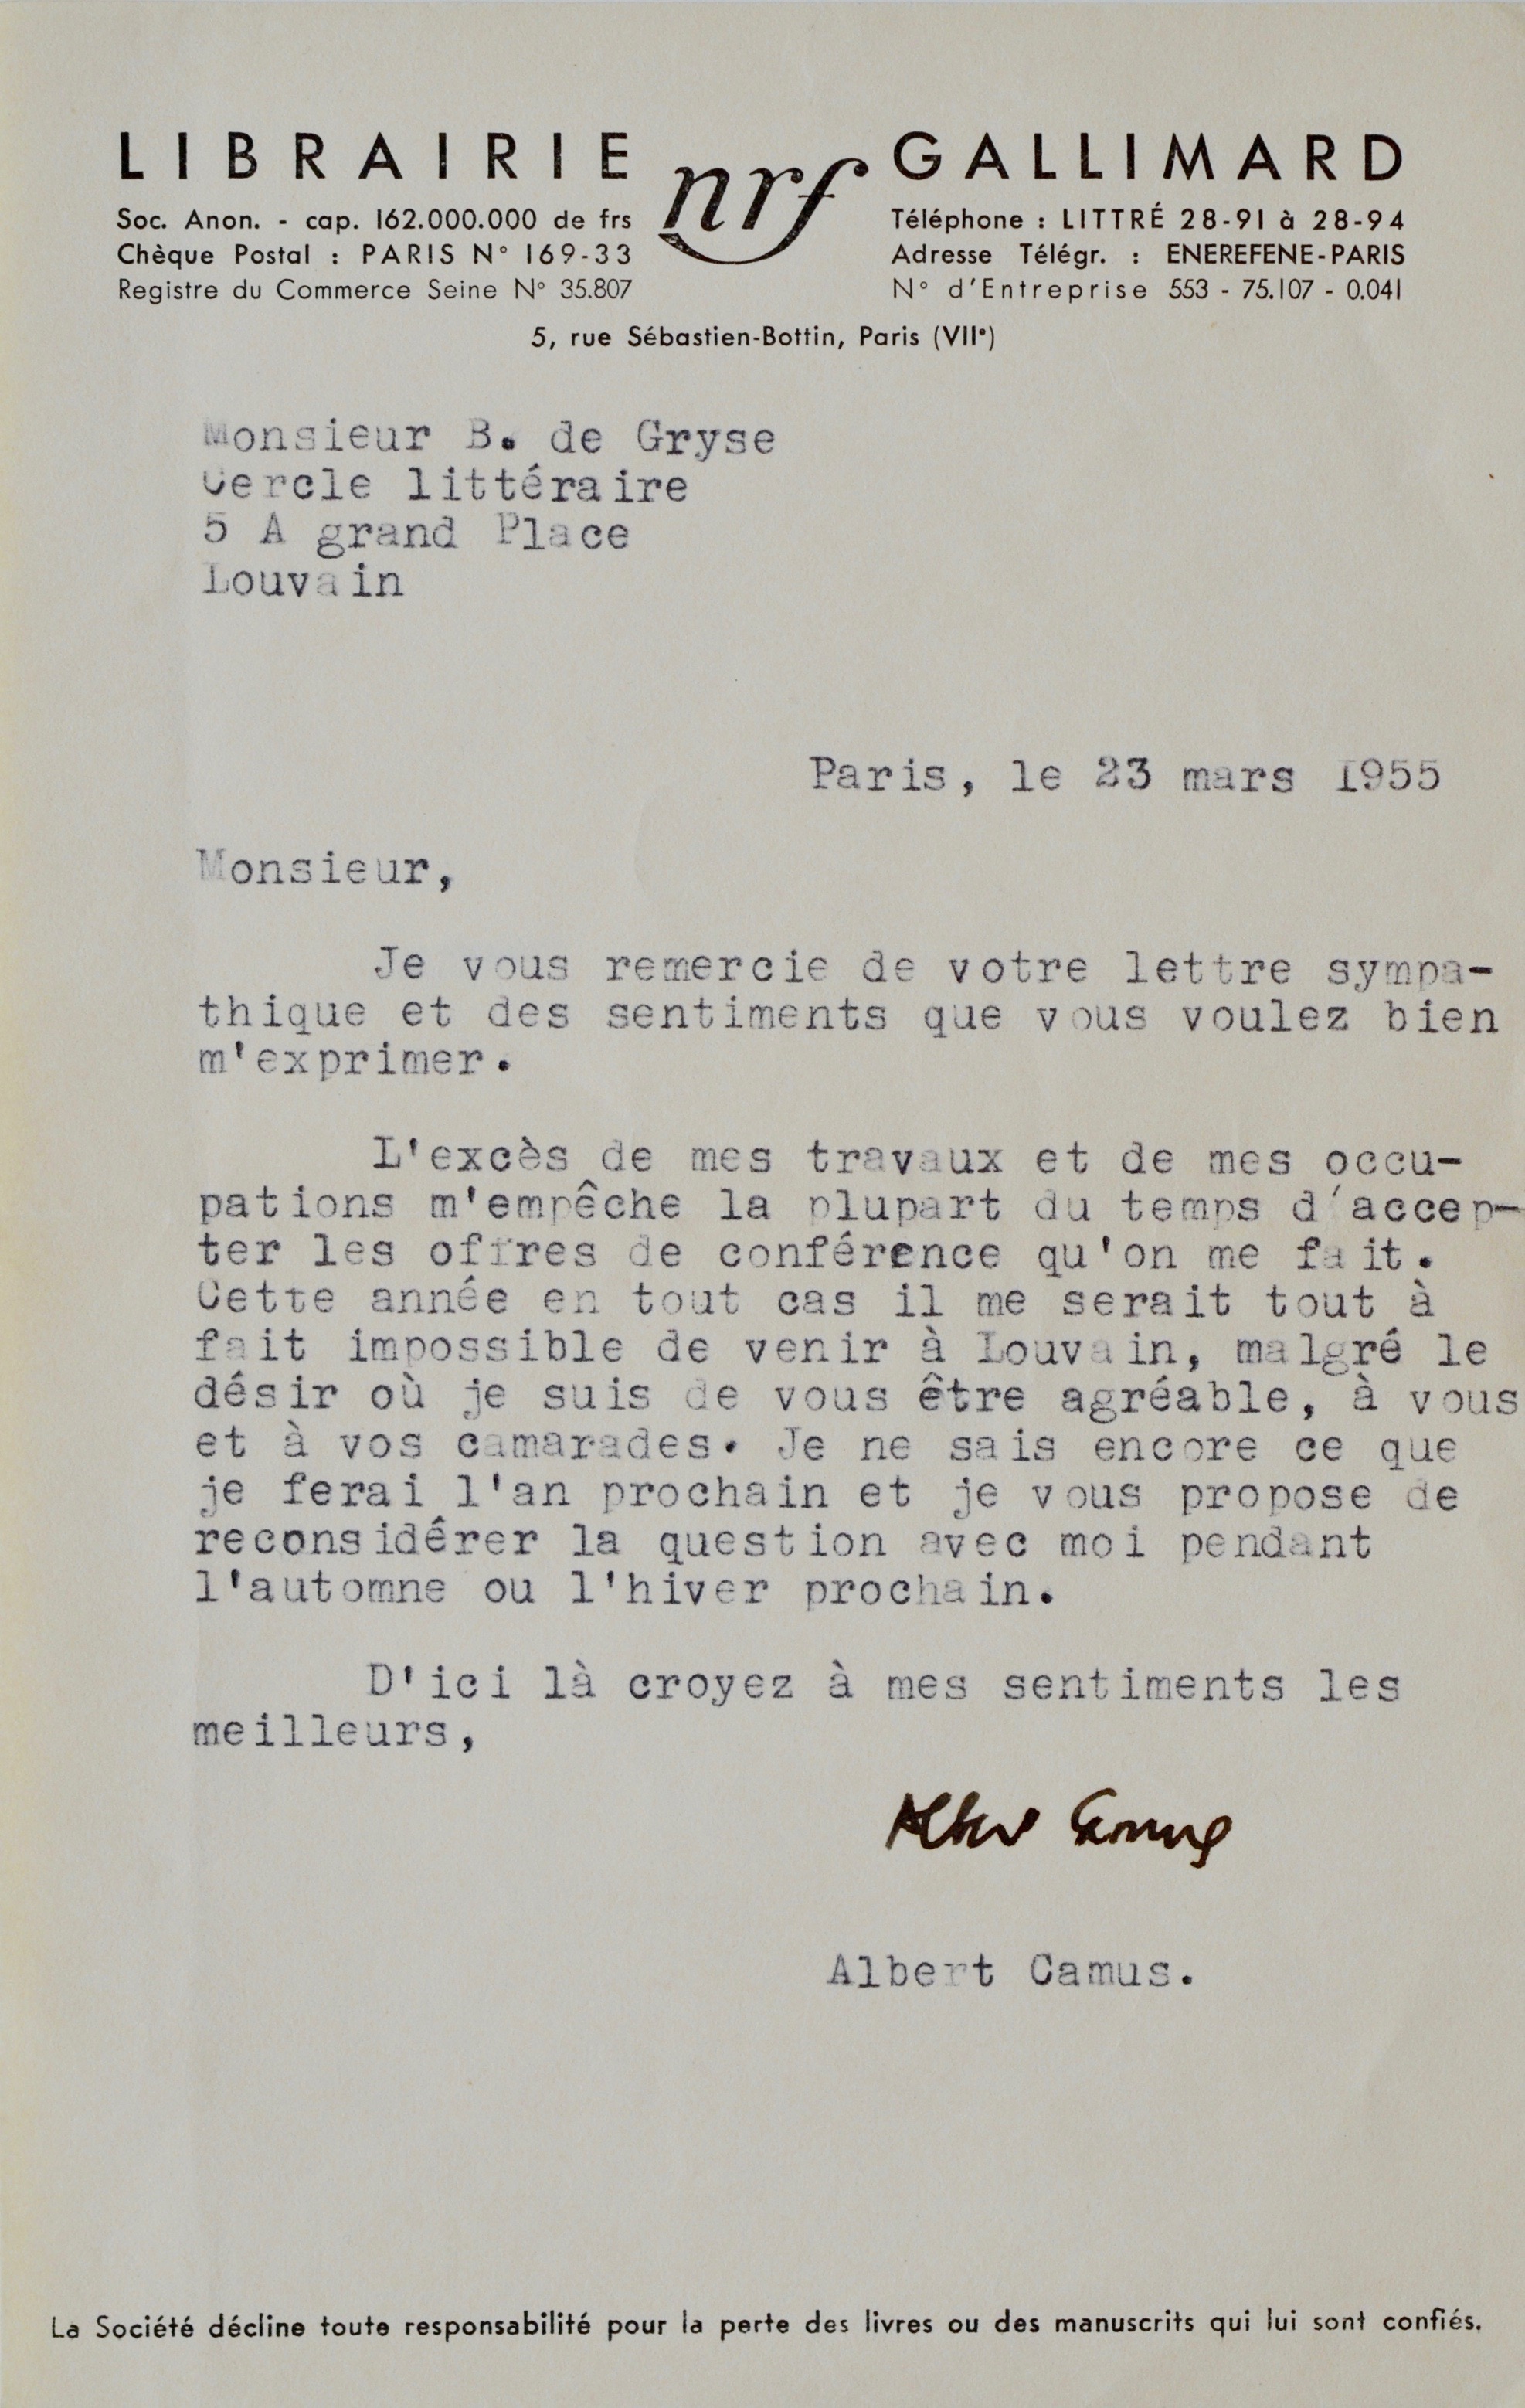 LIBRAIRIE nrf GALLIMARD
Soc. Anon. - cap. 162.000.000 de frs
Chèque Postal : PARIS N° 169-33
Registre du Commerce Seine N° 35.807
Téléphone : LITTRÉ 28-91 à 28-94
Adresse Télégr. : ENEREFENE-PARIS
N° d'Entreprise 553 - 75.107 - 0.041
5, rue Sébastien-Bottin, Paris (VIIe)
Monsieur B. de Gryse
Cercle littéraire
5 A grand Place
Louvain
Paris, le 23 mars 1955
Monsieur,
Je vous remercie de votre lettre sympa-
thique et des sentiments que vous voulez bien
m'exprimer.
L'excès de mes travaux et de mes occu-
pations m'empêche la plupart du temps d'accep-
ter les offres de conférence qu'on me fait.
Cette année en tout cas il me serait tout à
fait impossible de venir à Louvain, malgré le
désir où je suis de vous être agréable, à vous
et à vos camarades. Je ne sais encore ce que
je ferai l'an prochain et je vous propose de
reconsidérer la question avec moi pendant
l'automne ou l'hiver prochain.
D'ici là croyez à mes sentiments les
meilleurs,
Albert Camus
Albert Camus.
La Société décline toute responsabilité pour la perte des livres ou des manuscrits qui lui sont confiés.